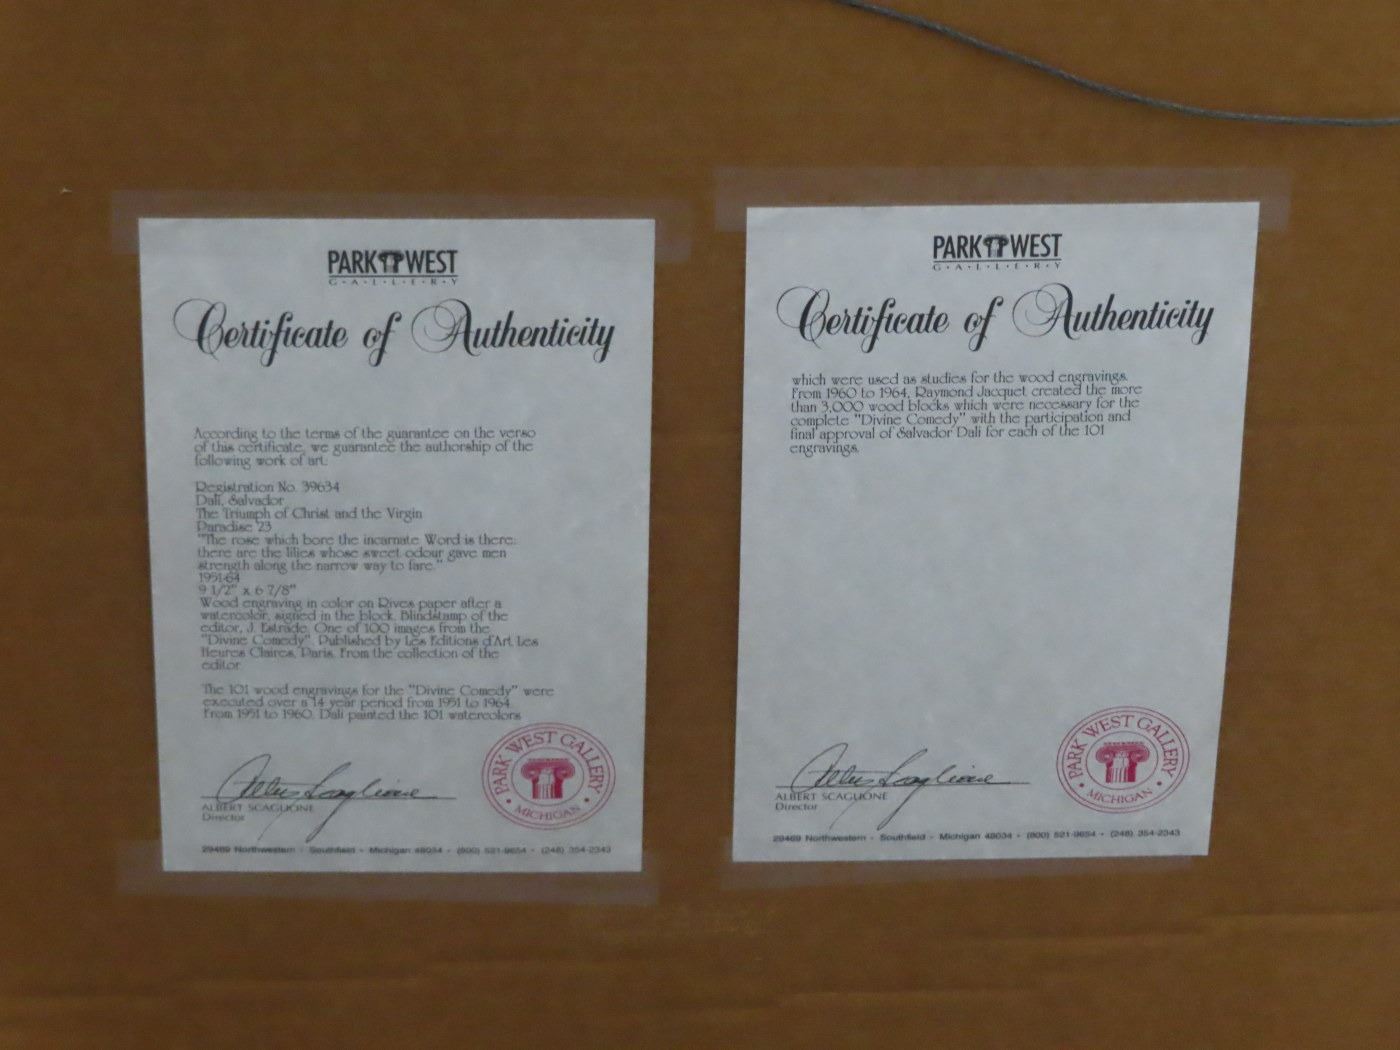 PARK WEST
G·A·L·L·E·R·Y
Certificate of Authenticity
According to the terms of the guarantee on the verso
of this certificate, we guarantee the authorship of the
following work of art:
Registration No. 39634
Dali, Salvador
The Triumph of Christ and the Virgin
Paradise 23
"The rose which bore the incarnate Word is there:
there are the lilies whose sweet odour gave men
strength along the narrow way to fare."
1951-64
9 1/2" x 6 7/8"
Wood engraving in color on Rives paper after a
watercolor, signed in the block. Blindstamp of the
editor, J. Estrade. One of 100 images from the
"Divine Comedy". Published by Les Editions d'Art Les
Heures Claires, Paris. From the collection of the
editor.
The 101 wood engravings for the "Divine Comedy" were
executed over a 14 year period from 1951 to 1964.
From 1951 to 1960, Dali painted the 101 watercolors
Albert Scaglione
ALBERT SCAGLIONE
Director
PARK WEST GALLERY
• MICHIGAN •
29469 Northwestern - Southfield - Michigan 48034 - (800) 521-9654 - (248) 354-2343
PARK WEST
G·A·L·L·E·R·Y
Certificate of Authenticity
which were used as studies for the wood engravings.
From 1960 to 1964, Raymond Jacquet created the more
than 3,000 wood blocks which were necessary for the
complete "Divine Comedy" with the participation and
final approval of Salvador Dali for each of the 101
engravings.
Albert Scaglione
ALBERT SCAGLIONE
Director
PARK WEST GALLERY
• MICHIGAN •
29469 Northwestern - Southfield - Michigan 48034 - (800) 521-9654 - (248) 354-2343